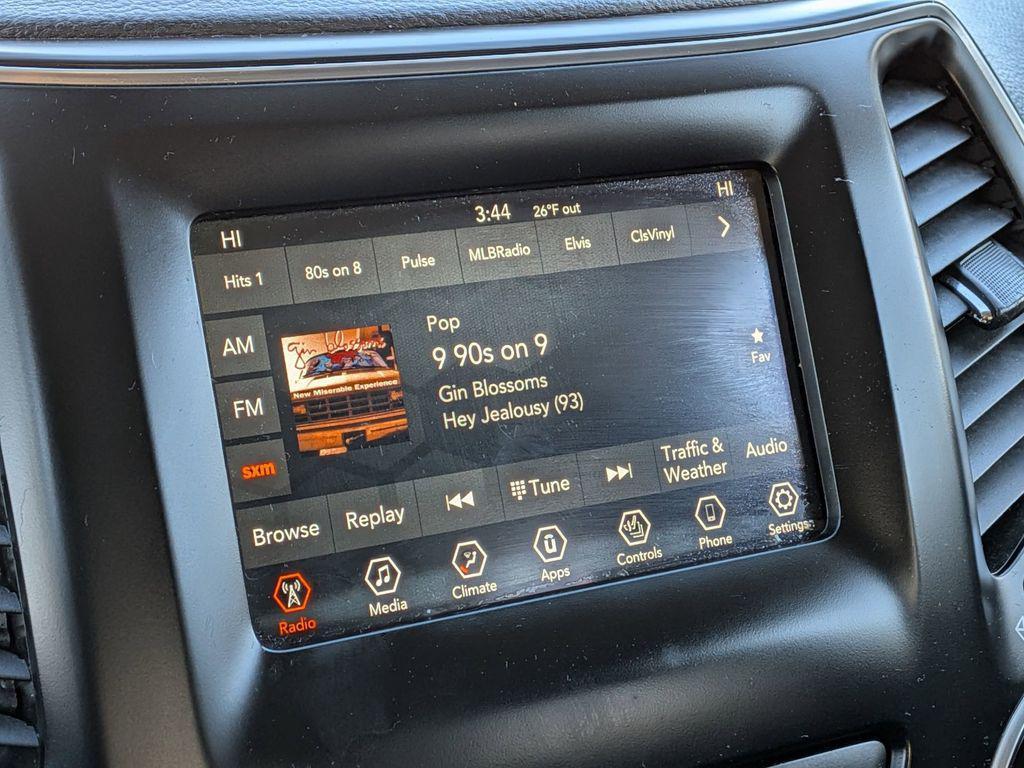 HI
3:44
26°F out
HI
Hits 1
80s on 8
Pulse
MLBRadio
Elvis
ClsVinyl
AM
FM
sxm
gin blossoms
New Miserable Experience
Pop
9 90s on 9
Gin Blossoms
Hey Jealousy (93)
Fav
Browse
Replay
Tune
Traffic &
Weather
Audio
Radio
Media
Climate
Apps
Controls
Phone
Settings